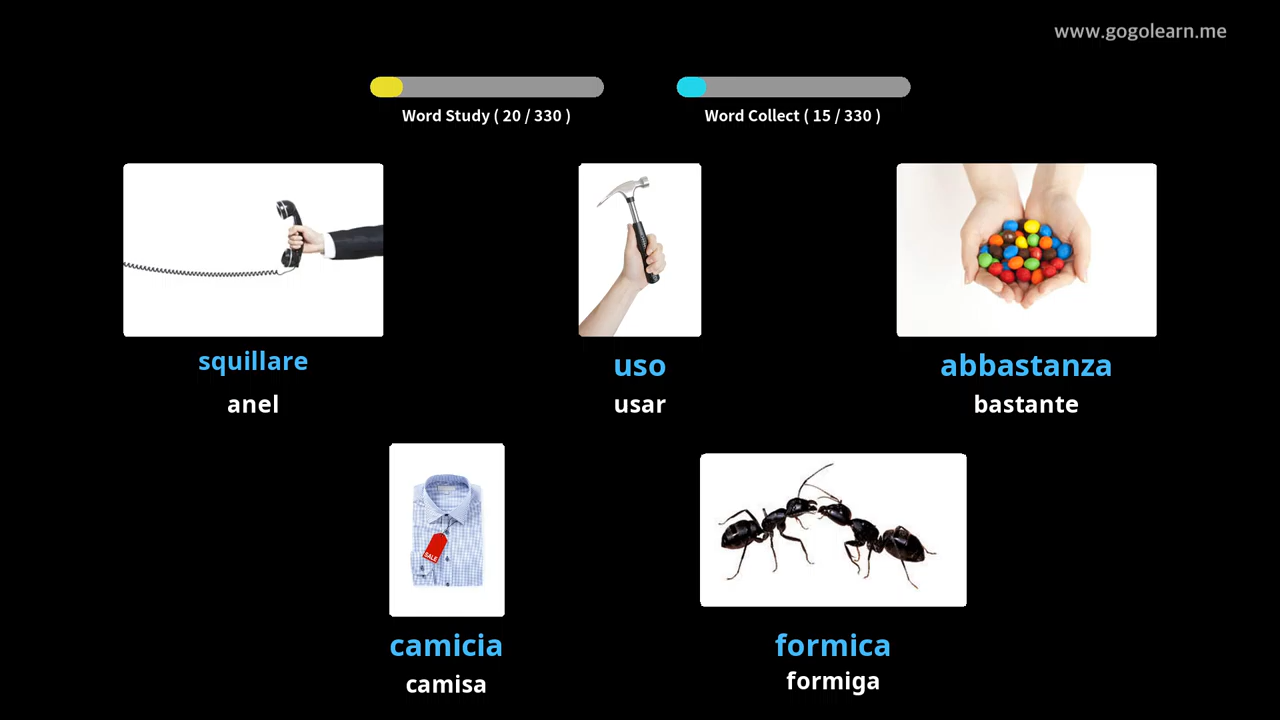 www.gogolearn.me
Word Study ( 20 / 330 )
Word Collect ( 15 / 330 )
squillare
anel
uso
usar
abbastanza
bastante
SALE
camicia
camisa
formica
formiga